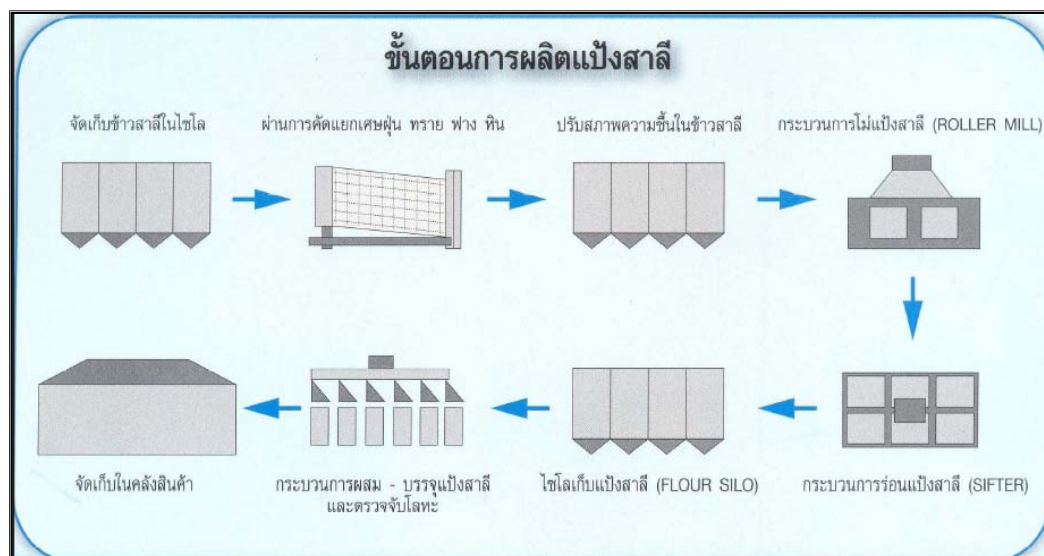 ขั้นตอนการผลิตแป้งสาลี
จัดเก็บข้าวสาลีในไซโล
ผ่านการคัดแยกเศษฝุ่น ทราย ฟาง หิน
ปรับสภาพความชื้นในข้าวสาลี
กระบวนการโม่แป้งสาลี (ROLLER MILL)
กระบวนการร่อนแป้งสาลี (SIFTER)
ไซโลเก็บแป้งสาลี (FLOUR SILO)
กระบวนการผสม - บรรจุแป้งสาลี
และตรวจจับโลหะ
จัดเก็บในคลังสินค้า